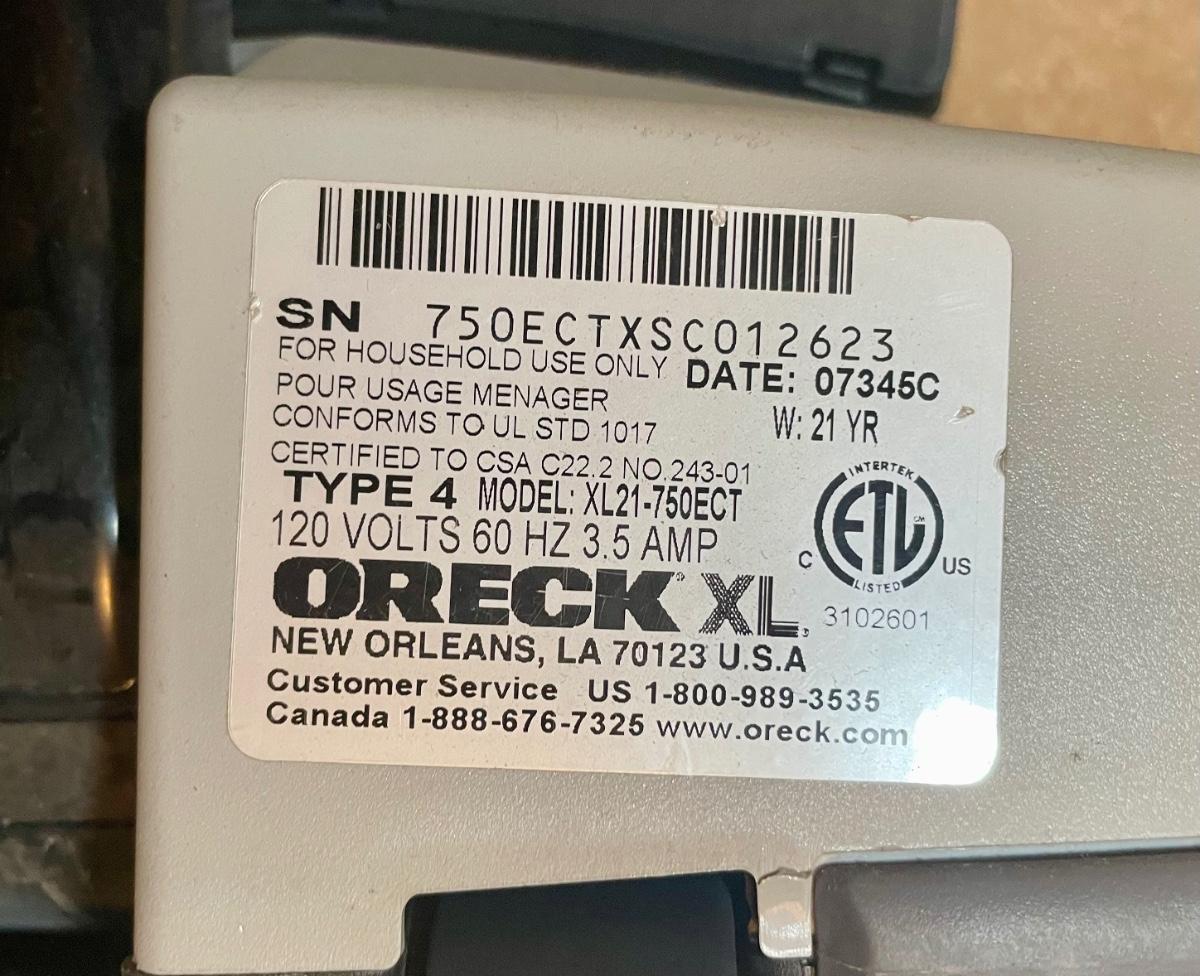 SN 750ECTXSC012623
FOR HOUSEHOLD USE ONLY DATE: 07345C
POUR USAGE MENAGER
CONFORMS TO UL STD 1017 W: 21 YR
CERTIFIED TO CSA C22.2 NO.243-01
TYPE 4 MODEL: XL21-750ECT
120 VOLTS 60 HZ 3.5 AMP
INTERTEK
ETL CM
C US
LISTED
3102601
ORECK® XL.
NEW ORLEANS, LA 70123 U.S.A
Customer Service US 1-800-989-3535
Canada 1-888-676-7325 www.oreck.com